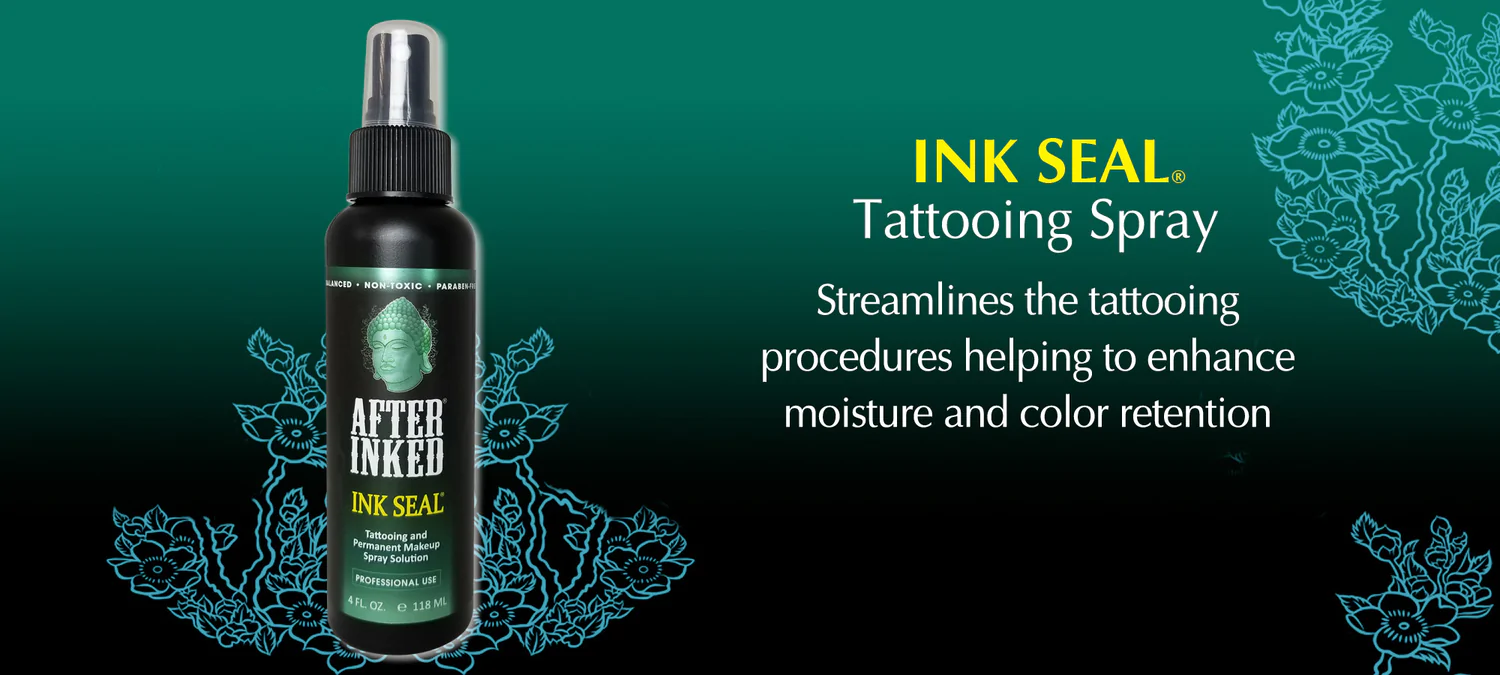 NON-TOXIC •
AFTER®
INKED
INK SEAL®
Tattooing and
Permanent Makeup
Spray Solution
PROFESSIONAL USE
4 FL. OZ. ℮ 118 ML
INK SEAL®
Tattooing Spray
Streamlines the tattooing
procedures helping to enhance
moisture and color retention